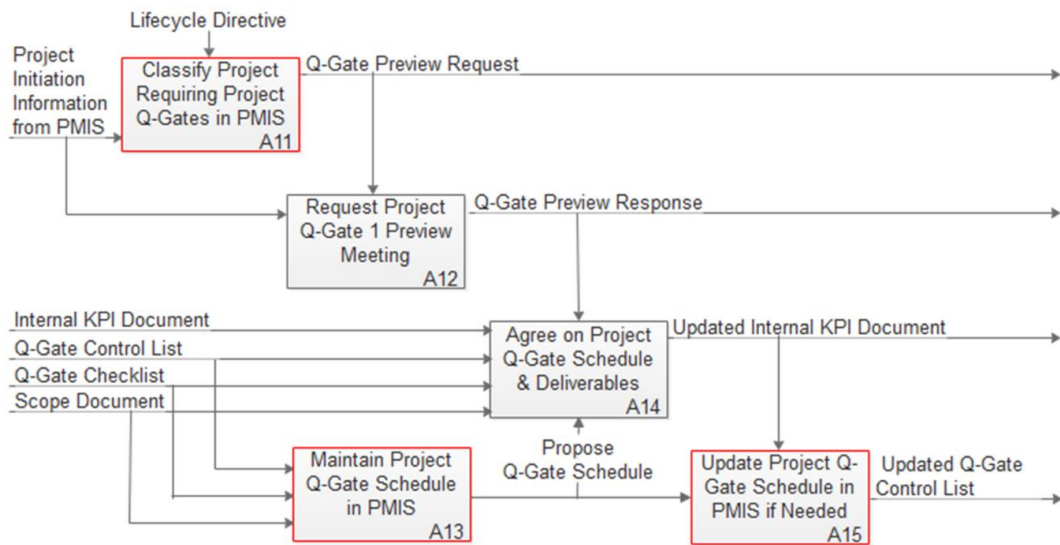 Lifecycle Directive
Project
Initiation
Information
from PMIS
Classify Project
Requiring Project
Q-Gates in PMIS
A11
Q-Gate Preview Request
Request Project
Q-Gate 1 Preview
Meeting
A12
Q-Gate Preview Response
Internal KPI Document
Q-Gate Control List
Q-Gate Checklist
Scope Document
Agree on Project
Q-Gate Schedule
& Deliverables
A14
Updated Internal KPI Document
Maintain Project
Q-Gate Schedule
in PMIS
A13
Propose
Q-Gate Schedule
Update Project Q-
Gate Schedule in
PMIS if Needed
A15
Updated Q-Gate
Control List